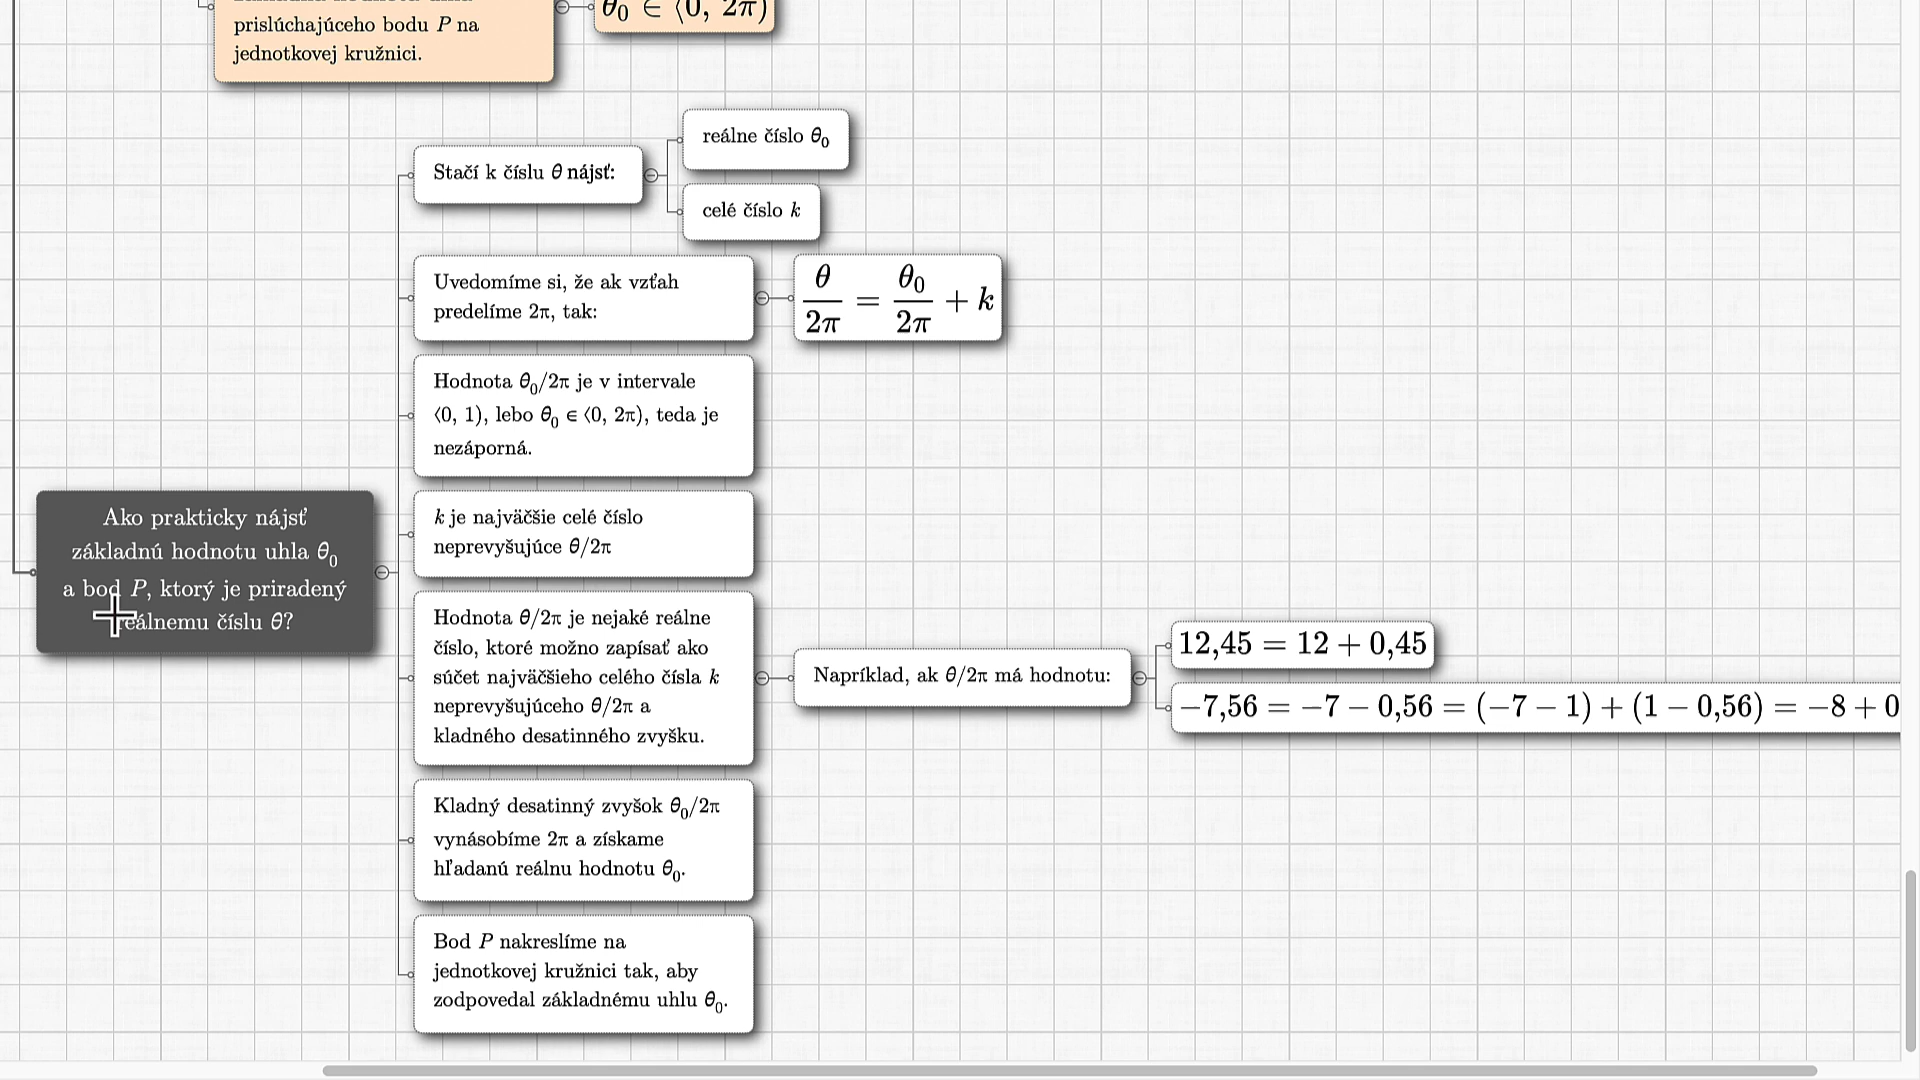 prislúchajúceho bodu P na
jednotkovej kružnici.
θ₀ ∈ ⟨0, 2π)
Stačí k číslu θ nájsť:
reálne číslo θ₀
celé číslo k
Uvedomíme si, že ak vzťah
predelíme 2π, tak:
θ/2π = θ₀/2π + k
Hodnota θ₀/2π je v intervale
⟨0, 1), lebo θ₀ ∈ ⟨0, 2π), teda je
nezáporná.
k je najväčšie celé číslo
neprevyšujúce θ/2π
Ako prakticky nájsť
základnú hodnotu uhla θ₀
a bod P, ktorý je priradený
reálnemu číslu θ?
Hodnota θ/2π je nejaké reálne
číslo, ktoré možno zapísať ako
súčet najväčšieho celého čísla k
neprevyšujúceho θ/2π a
kladného desatinného zvyšku.
Napríklad, ak θ/2π má hodnotu:
12,45 = 12 + 0,45
−7,56 = −7 − 0,56 = (−7 − 1) + (1 − 0,56) = −8 + 0
Kladný desatinný zvyšok θ₀/2π
vynásobíme 2π a získame
hľadanú reálnu hodnotu θ₀.
Bod P nakreslíme na
jednotkovej kružnici tak, aby
zodpovedal základnému uhlu θ₀.